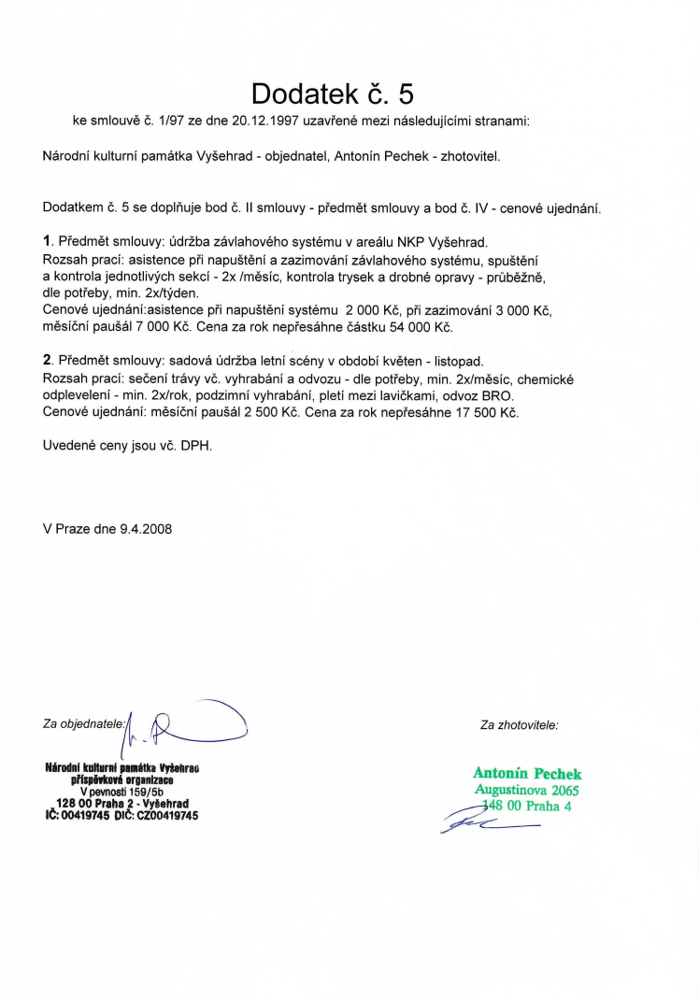 Dodatek č. 5
ke smlouvě č. 1/97 ze dne 20.12.1997 uzavřené mezi následujícími stranami:
Národní kulturní památka Vyšehrad - objednatel, Antonín Pechek - zhotovitel.
Dodatkem č. 5 se doplňuje bod č. II smlouvy - předmět smlouvy a bod č. IV - cenové ujednání.
1. Předmět smlouvy: údržba závlahového systému v areálu NKP Vyšehrad.
Rozsah prací: asistence při napuštění a zazimování závlahového systému, spuštění
a kontrola jednotlivých sekcí - 2x /měsíc, kontrola trysek a drobné opravy - průběžně,
dle potřeby, min. 2x/týden.
Cenové ujednání:asistence při napuštění systému 2 000 Kč, při zazimování 3 000 Kč,
měsíční paušál 7 000 Kč. Cena za rok nepřesáhne částku 54 000 Kč.
2. Předmět smlouvy: sadová údržba letní scény v období květen - listopad.
Rozsah prací: sečení trávy vč. vyhrabání a odvozu - dle potřeby, min. 2x/měsíc, chemické
odplevelení - min. 2x/rok, podzimní vyhrabání, pletí mezi lavičkami, odvoz BRO.
Cenové ujednání: měsíční paušál 2 500 Kč. Cena za rok nepřesáhne 17 500 Kč.
Uvedené ceny jsou vč. DPH.
V Praze dne 9.4.2008
Za objednatele:
Národní kulturní památka Vyšehrad
příspěvková organizace
V pevnosti 159/5b
128 00 Praha 2 - Vyšehrad
IČ: 00419745 DIČ: CZ00419745
Za zhotovitele:
Antonín Pechek
Augustinova 2065
148 00 Praha 4